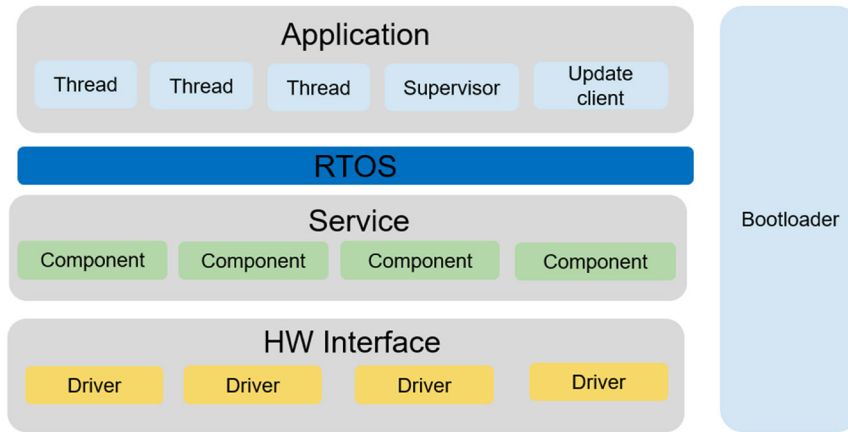 Application
Thread
Thread
Thread
Supervisor
Update
client
RTOS
Service
Component
Component
Component
Component
HW Interface
Driver
Driver
Driver
Driver
Bootloader